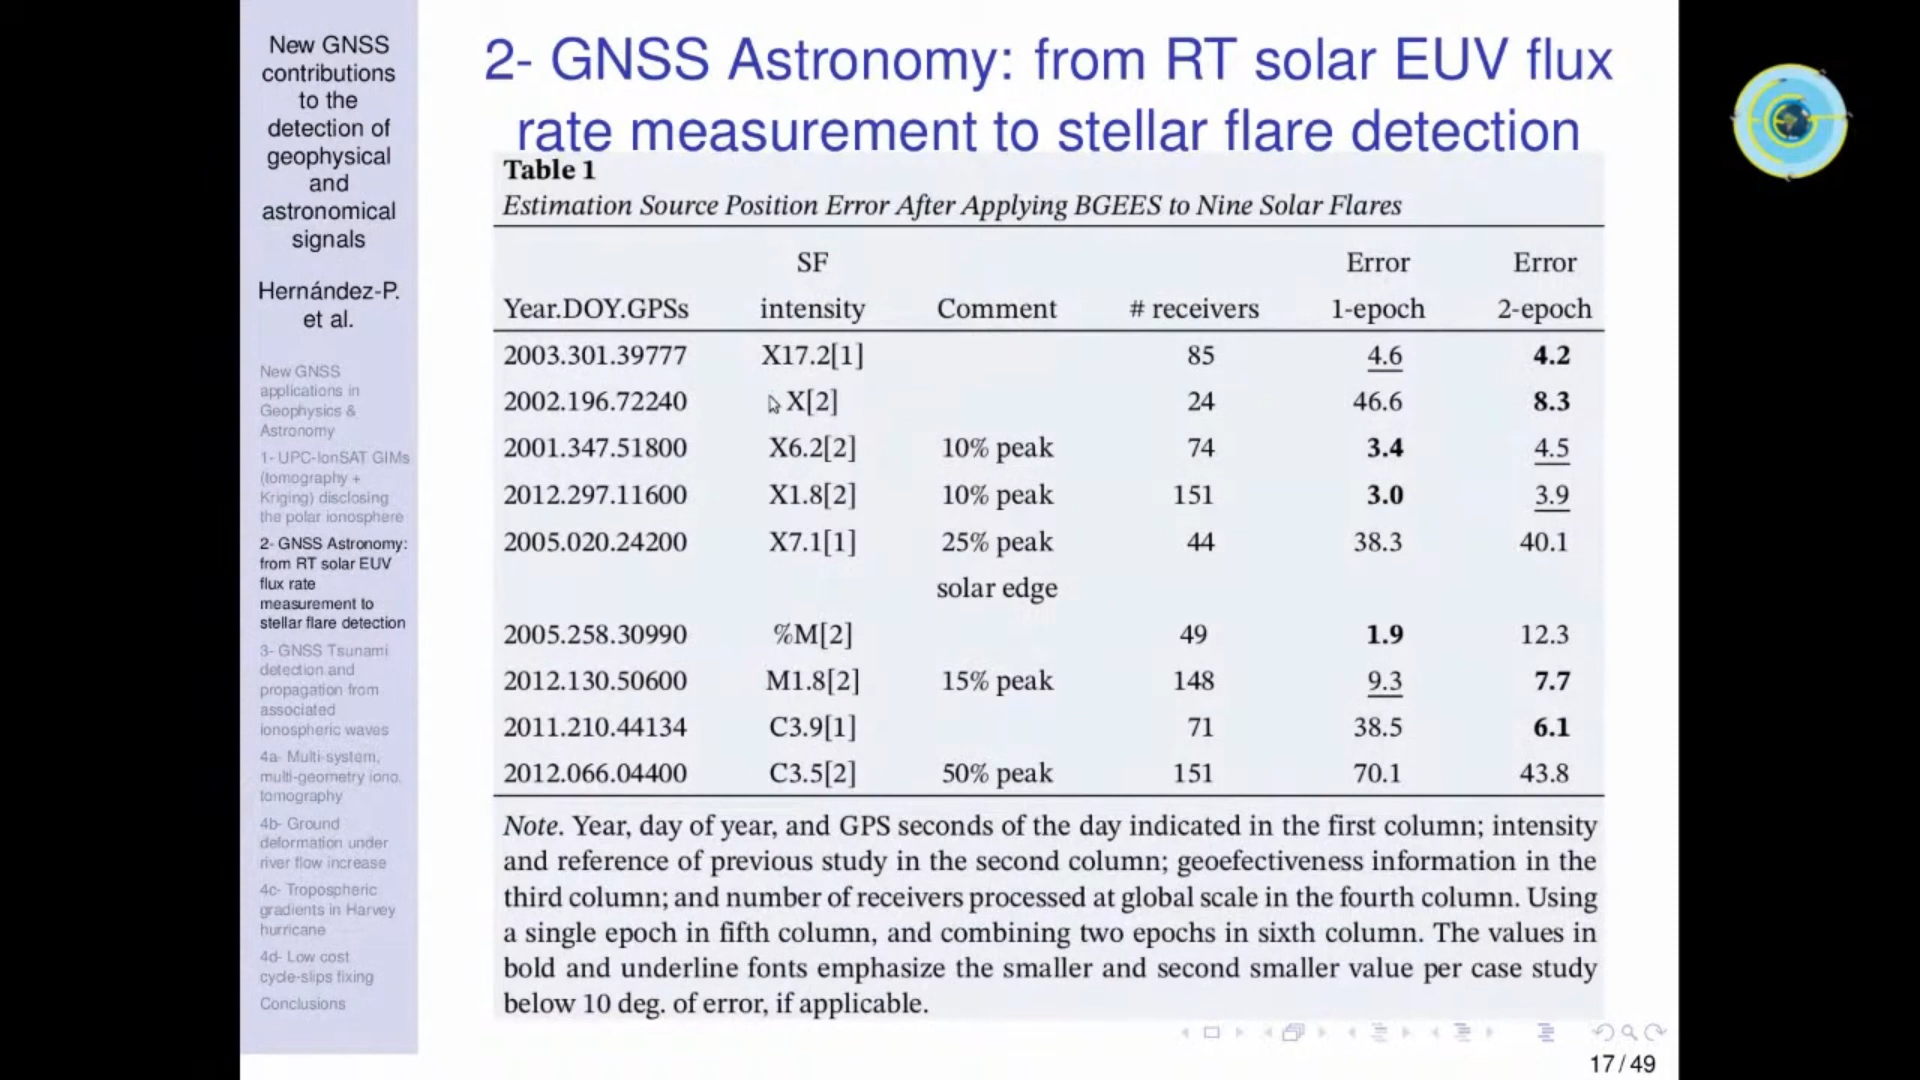 New GNSS
contributions
to the
detection of
geophysical
and
astronomical
signals
Hernández-P.
et al.
New GNSS
applications in
Geophysics &
Astronomy
1- UPC-IonSAT GIMs
(tomography +
Kriging) disclosing
the polar ionosphere
2- GNSS Astronomy:
from RT solar EUV
flux rate
measurement to
stellar flare detection
3- GNSS Tsunami
detection and
propagation from
associated
ionospheric waves
4a- Multi-system,
multi-geometry iono.
tomography
4b- Ground
deformation under
river flow increase
4c- Tropospheric
gradients in Harvey
hurricane
4d- Low cost
cycle-slips fixing
Conclusions
2- GNSS Astronomy: from RT solar EUV flux
rate measurement to stellar flare detection
Table 1
Estimation Source Position Error After Applying BGEES to Nine Solar Flares
SF Error Error
Year.DOY.GPSs intensity Comment # receivers 1-epoch 2-epoch
2003.301.39777 X17.2[1] 85 4.6 4.2
2002.196.72240 X[2] 24 46.6 8.3
2001.347.51800 X6.2[2] 10% peak 74 3.4 4.5
2012.297.11600 X1.8[2] 10% peak 151 3.0 3.9
2005.020.24200 X7.1[1] 25% peak 44 38.3 40.1
solar edge
2005.258.30990 %M[2] 49 1.9 12.3
2012.130.50600 M1.8[2] 15% peak 148 9.3 7.7
2011.210.44134 C3.9[1] 71 38.5 6.1
2012.066.04400 C3.5[2] 50% peak 151 70.1 43.8
Note. Year, day of year, and GPS seconds of the day indicated in the first column; intensity
and reference of previous study in the second column; geoefectiveness information in the
third column; and number of receivers processed at global scale in the fourth column. Using
a single epoch in fifth column, and combining two epochs in sixth column. The values in
bold and underline fonts emphasize the smaller and second smaller value per case study
below 10 deg. of error, if applicable.
17/49